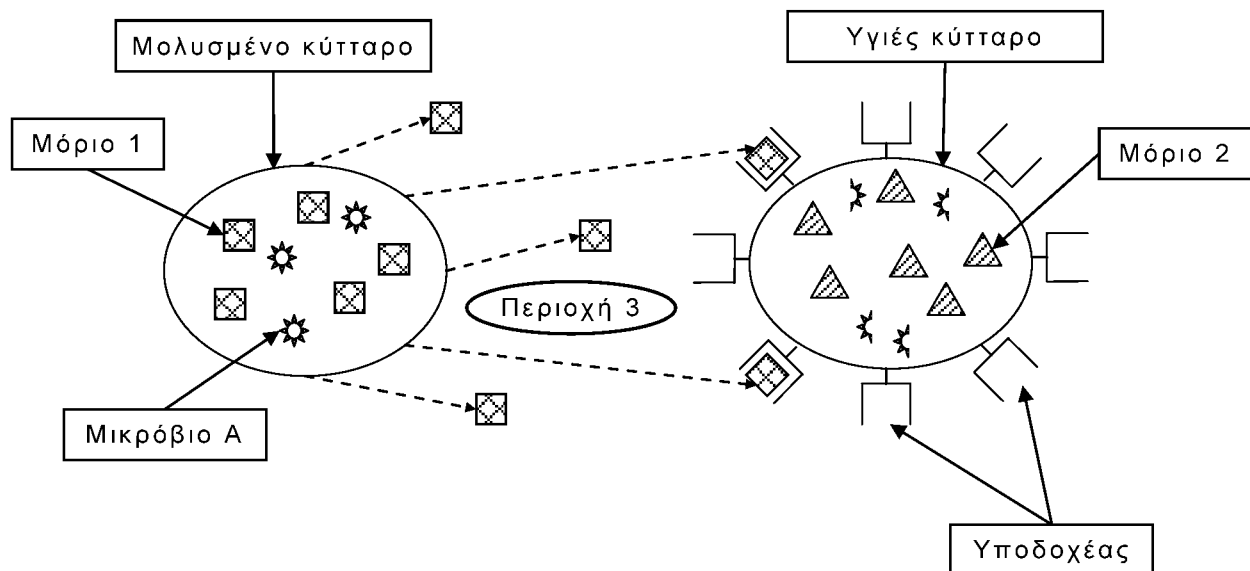 Μολυσμένο κύτταρο
Υγιές κύτταρο
Μόριο 1
Μόριο 2
Περιοχή 3
Μικρόβιο Α
Υποδοχέας